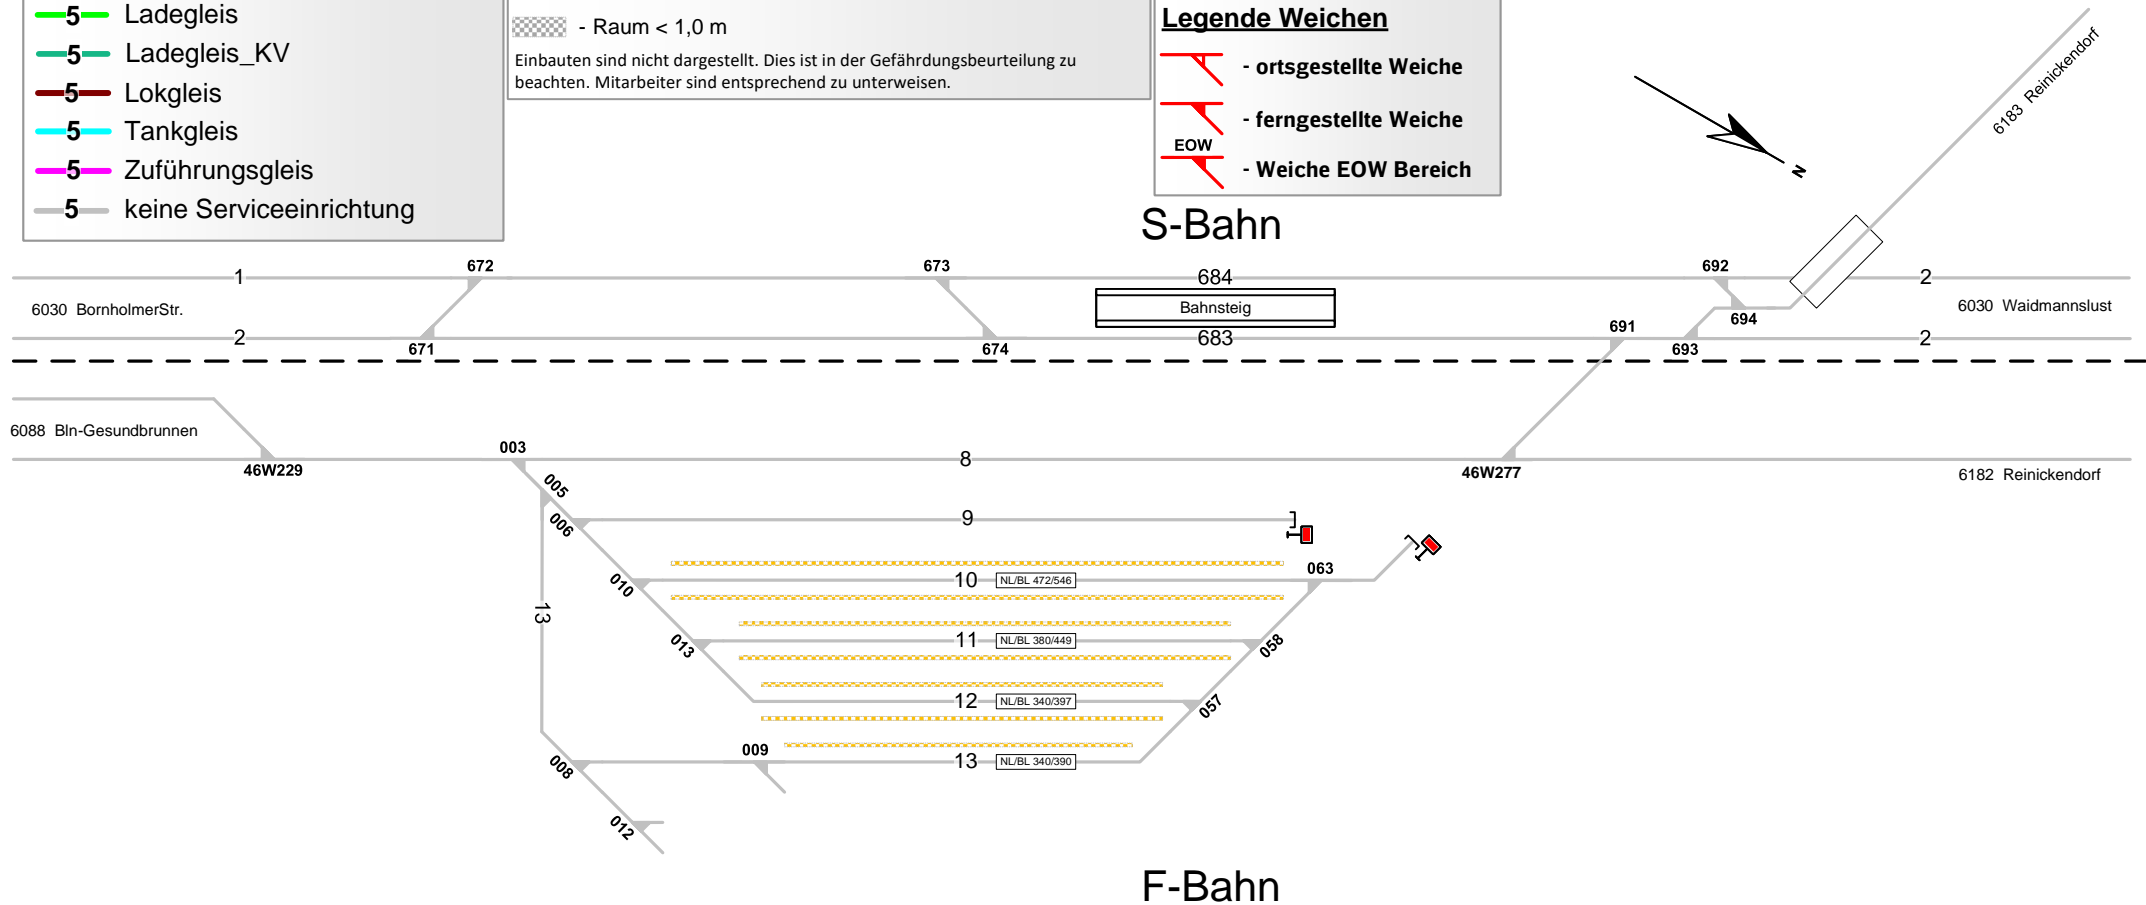 5 Ladegleis
5 Ladegleis_KV
5 Lokgleis
5 Tankgleis
5 Zuführungsgleis
5 keine Serviceeinrichtung
- Raum < 1,0 m
Einbauten sind nicht dargestellt. Dies ist in der Gefährdungsbeurteilung zu
beachten. Mitarbeiter sind entsprechend zu unterweisen.
Legende Weichen
- ortsgestellte Weiche
- ferngestellte Weiche
EOW
- Weiche EOW Bereich
N
6183 Reinickendorf
S-Bahn
672
673
692
1
684
2
6030 BornholmerStr.
Bahnsteig
6030 Waidmannslust
694
691
2
683
2
671
674
693
6088 Bln-Gesundbrunnen
003
8
46W229
46W277
6182 Reinickendorf
005
006
9
063
010
10
NL/BL 472/546
13
013
11
NL/BL 380/449
058
12
NL/BL 340/397
057
009
008
13
NL/BL 340/390
012
F-Bahn